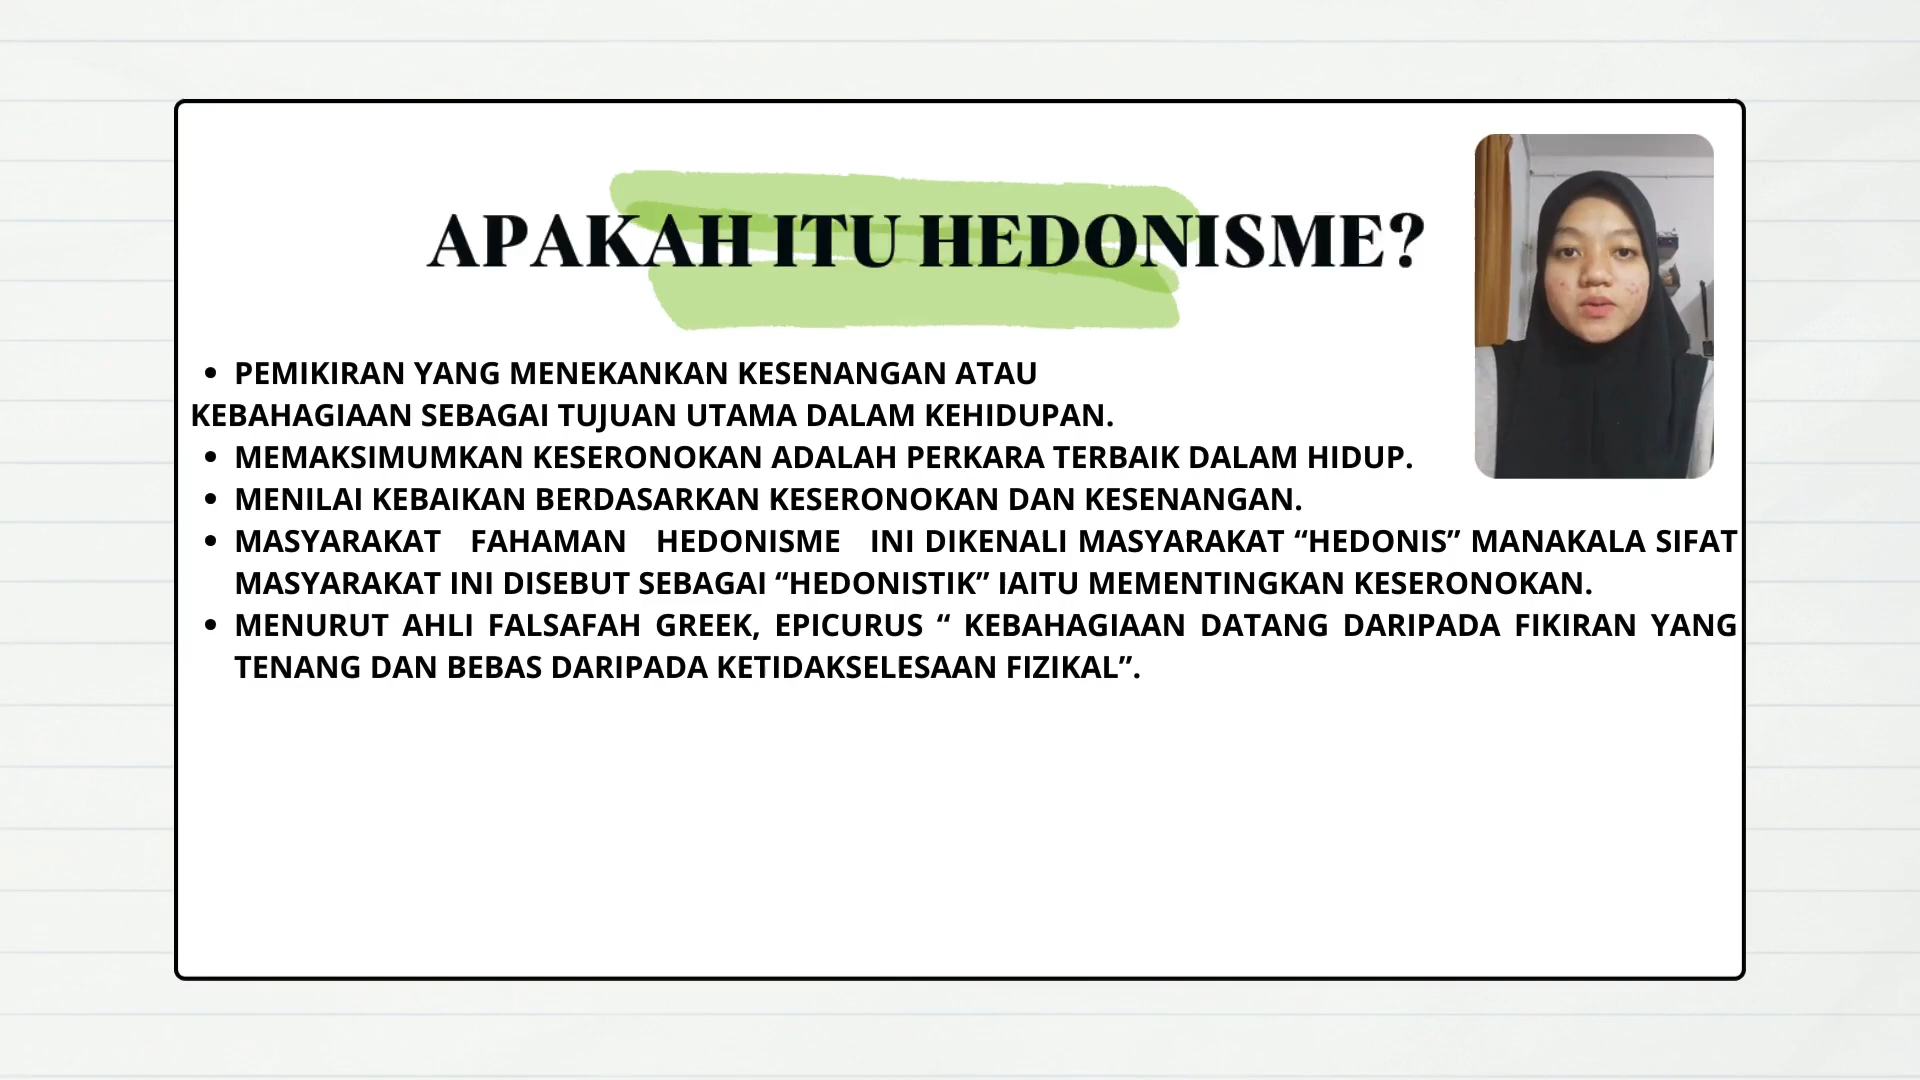 APAKAH ITU HEDONISME?
• PEMIKIRAN YANG MENEKANKAN KESENANGAN ATAU
KEBAHAGIAAN SEBAGAI TUJUAN UTAMA DALAM KEHIDUPAN.
• MEMAKSIMUMKAN KESERONOKAN ADALAH PERKARA TERBAIK DALAM HIDUP.
• MENILAI KEBAIKAN BERDASARKAN KESERONOKAN DAN KESENANGAN.
• MASYARAKAT FAHAMAN HEDONISME INI DIKENALI MASYARAKAT “HEDONIS” MANAKALA SIFAT
MASYARAKAT INI DISEBUT SEBAGAI “HEDONISTIK” IAITU MEMENTINGKAN KESERONOKAN.
• MENURUT AHLI FALSAFAH GREEK, EPICURUS “ KEBAHAGIAAN DATANG DARIPADA FIKIRAN YANG
TENANG DAN BEBAS DARIPADA KETIDAKSELESAAN FIZIKAL”.